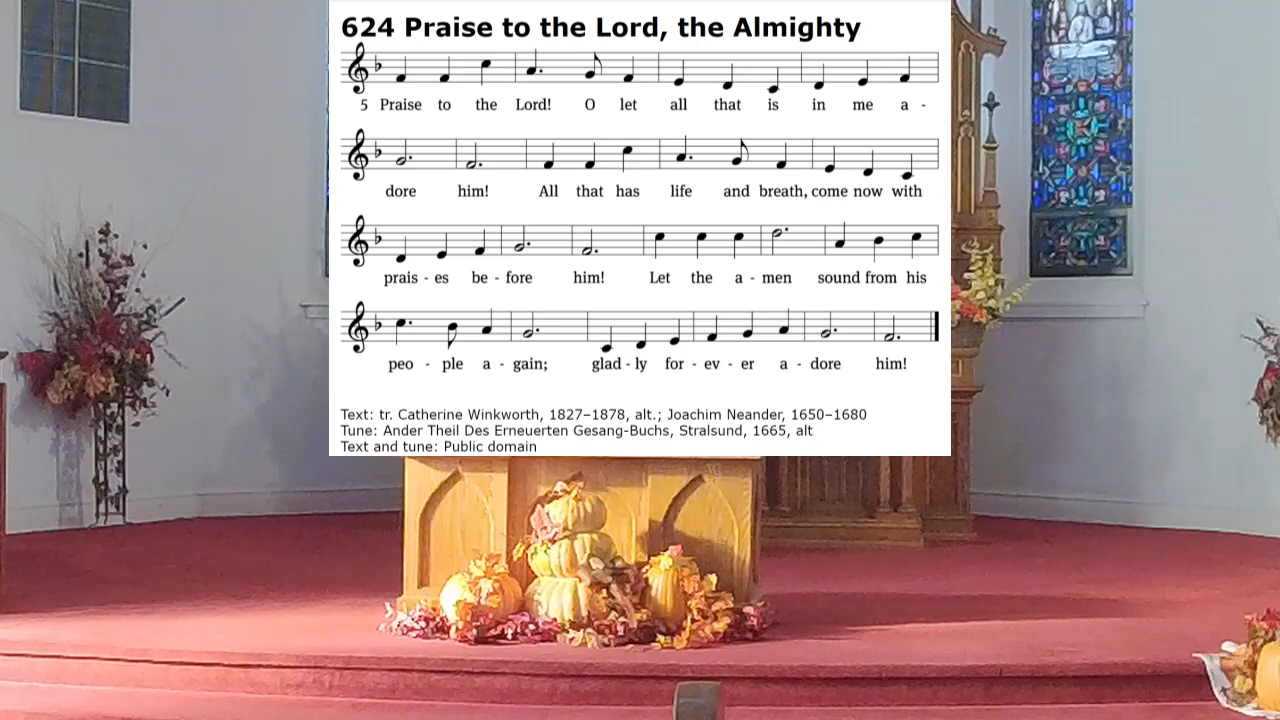 624 Praise to the Lord, the Almighty
5 Praise to the Lord! O let all that is in me a -
dore him! All that has life and breath, come now with
prais - es be - fore him! Let the a - men sound from his
peo - ple a - gain; glad - ly for - ev - er a - dore him!
Text: tr. Catherine Winkworth, 1827–1878, alt.; Joachim Neander, 1650–1680
Tune: Ander Theil Des Erneuerten Gesang-Buchs, Stralsund, 1665, alt
Text and tune: Public domain